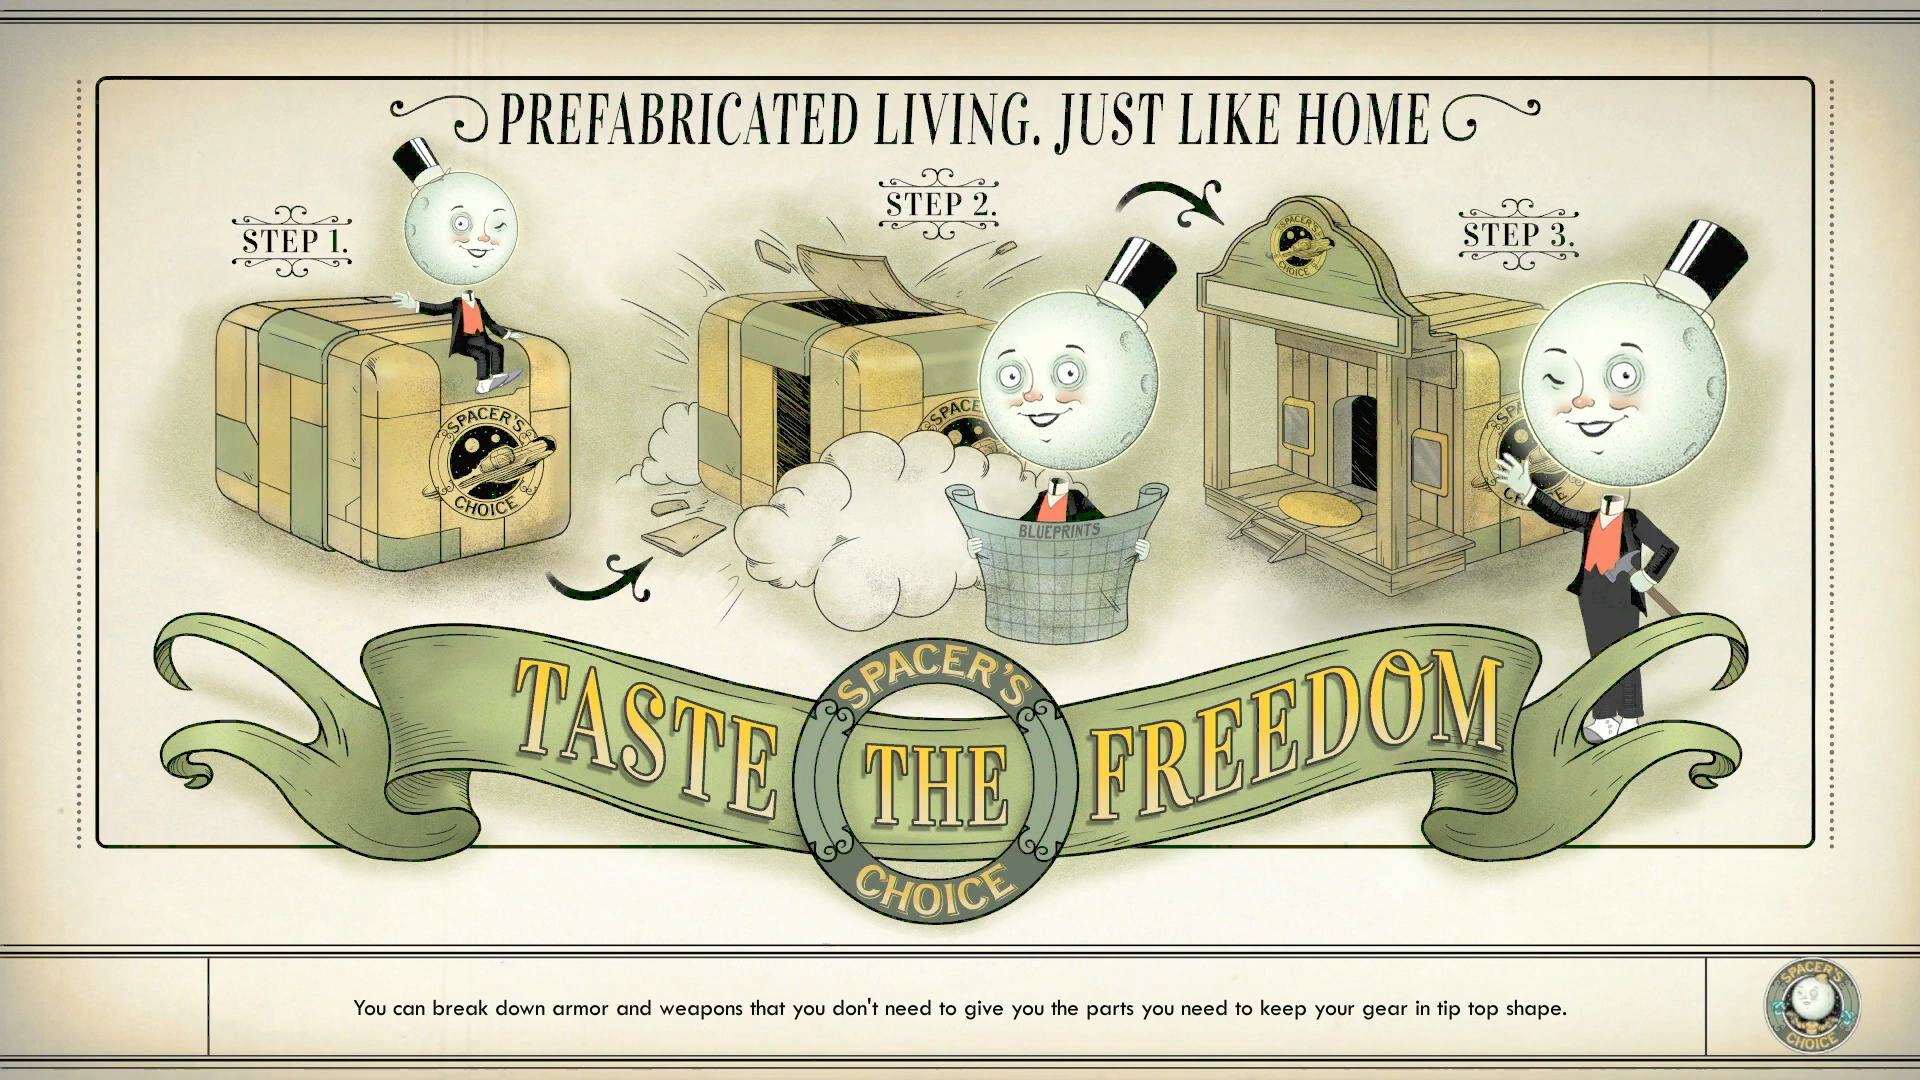 PREFABRICATED LIVING. JUST LIKE HOME
STEP 1.
STEP 2.
STEP 3.
SPACER'S
CHOICE
SPACE
SPACER'S
CHOICE
BLUEPRINTS
TASTE THE FREEDOM
SPACER'S
CHOICE
You can break down armor and weapons that you don't need to give you the parts you need to keep your gear in tip top shape.
SPACER'S
CHOICE